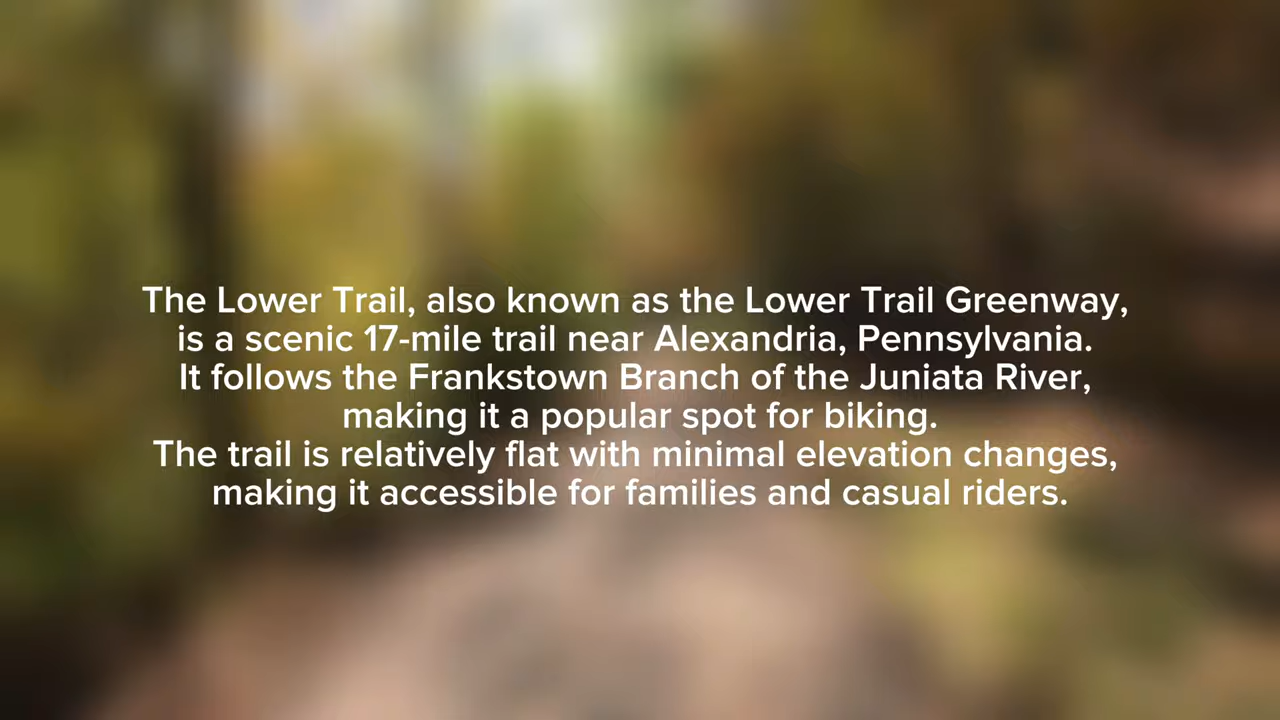 The Lower Trail, also known as the Lower Trail Greenway,
is a scenic 17-mile trail near Alexandria, Pennsylvania.
It follows the Frankstown Branch of the Juniata River,
making it a popular spot for biking.
The trail is relatively flat with minimal elevation changes,
making it accessible for families and casual riders.